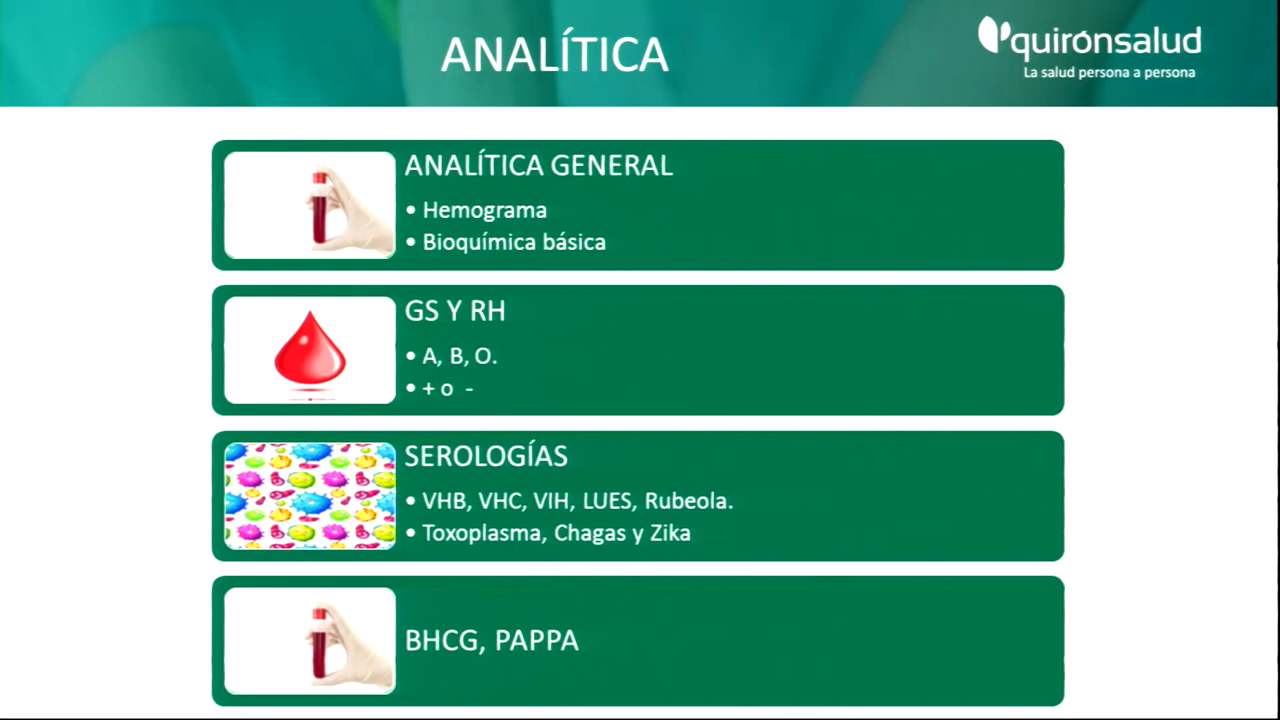 ANALÍTICA
quirónsalud
La salud persona a persona
ANALÍTICA GENERAL
• Hemograma
• Bioquímica básica
GS Y RH
• A, B, O.
• + o -
SEROLOGÍAS
• VHB, VHC, VIH, LUES, Rubeola.
• Toxoplasma, Chagas y Zika
BHCG, PAPPA